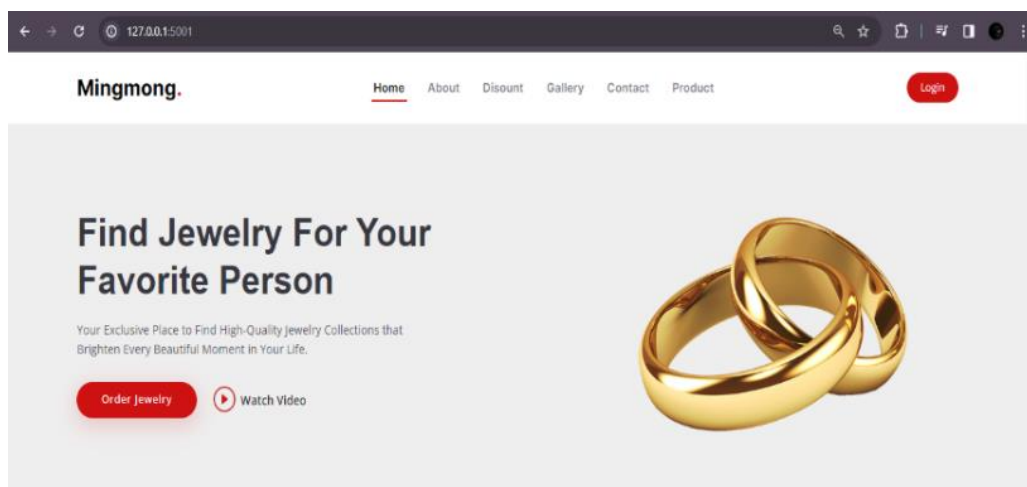 127.0.0.1:5001
Mingmong. Home About Disount Gallery Contact Product Login
Find Jewelry For Your
Favorite Person
Your Exclusive Place to Find High-Quality Jewelry Collections that
Brighten Every Beautiful Moment in Your Life.
Order Jewelry Watch Video